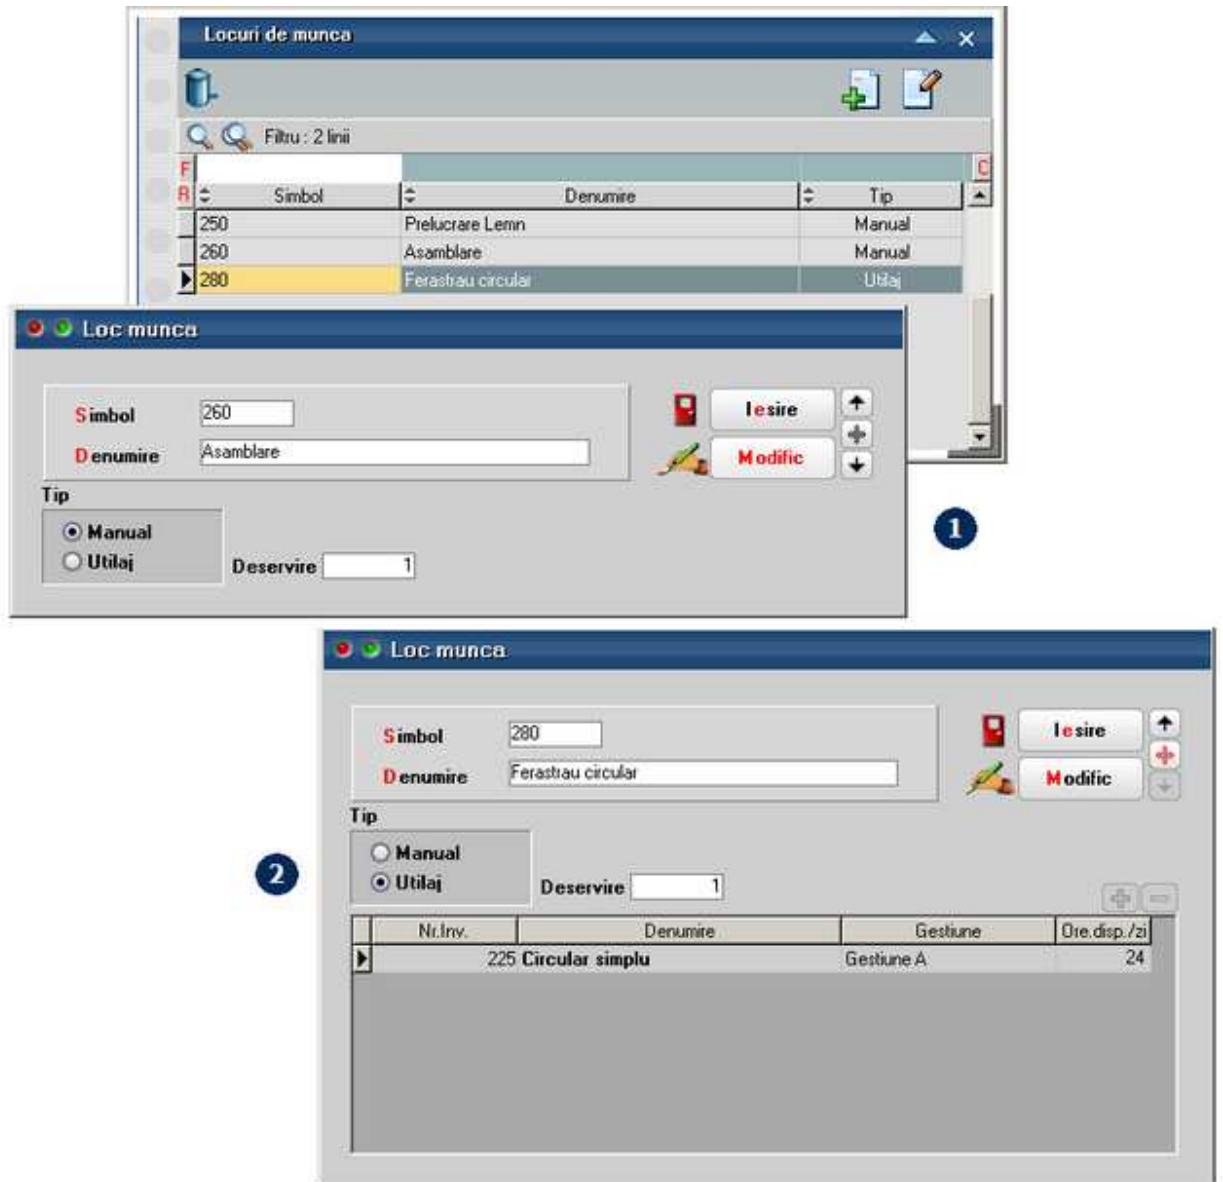 Locuri de munca
Filtru : 2 linii
F C
R Simbol Denumire Tip
250 Prelucrare Lemn Manual
260 Asamblare Manual
280 Ferastrau circular Utilaj
Loc munca
Simbol 260 Iesire
Denumire Asamblare Modific
Tip
Manual
Utilaj Deservire 1
1
Loc munca
Simbol 280 Iesire
Denumire Ferastrau circular Modific
Tip
Manual
Utilaj Deservire 1
2
Nr.Inv. Denumire Gestiune Ore.disp./zi
225 Circular simplu Gestiune A 24